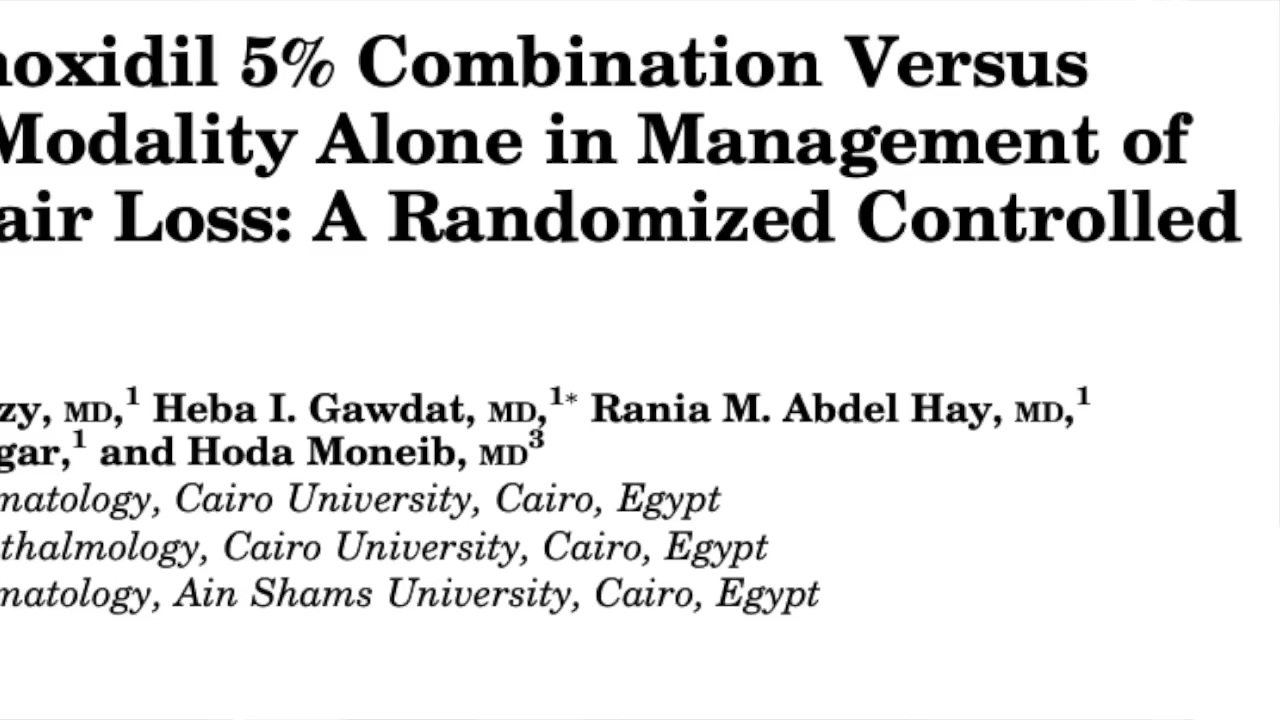 noxidil 5% Combination Versus
Modality Alone in Management of
air Loss: A Randomized Controlled
zy, MD,1 Heba I. Gawdat, MD,1* Rania M. Abdel Hay, MD,1
gar,1 and Hoda Moneib, MD3
matology, Cairo University, Cairo, Egypt
thalmology, Cairo University, Cairo, Egypt
matology, Ain Shams University, Cairo, Egypt